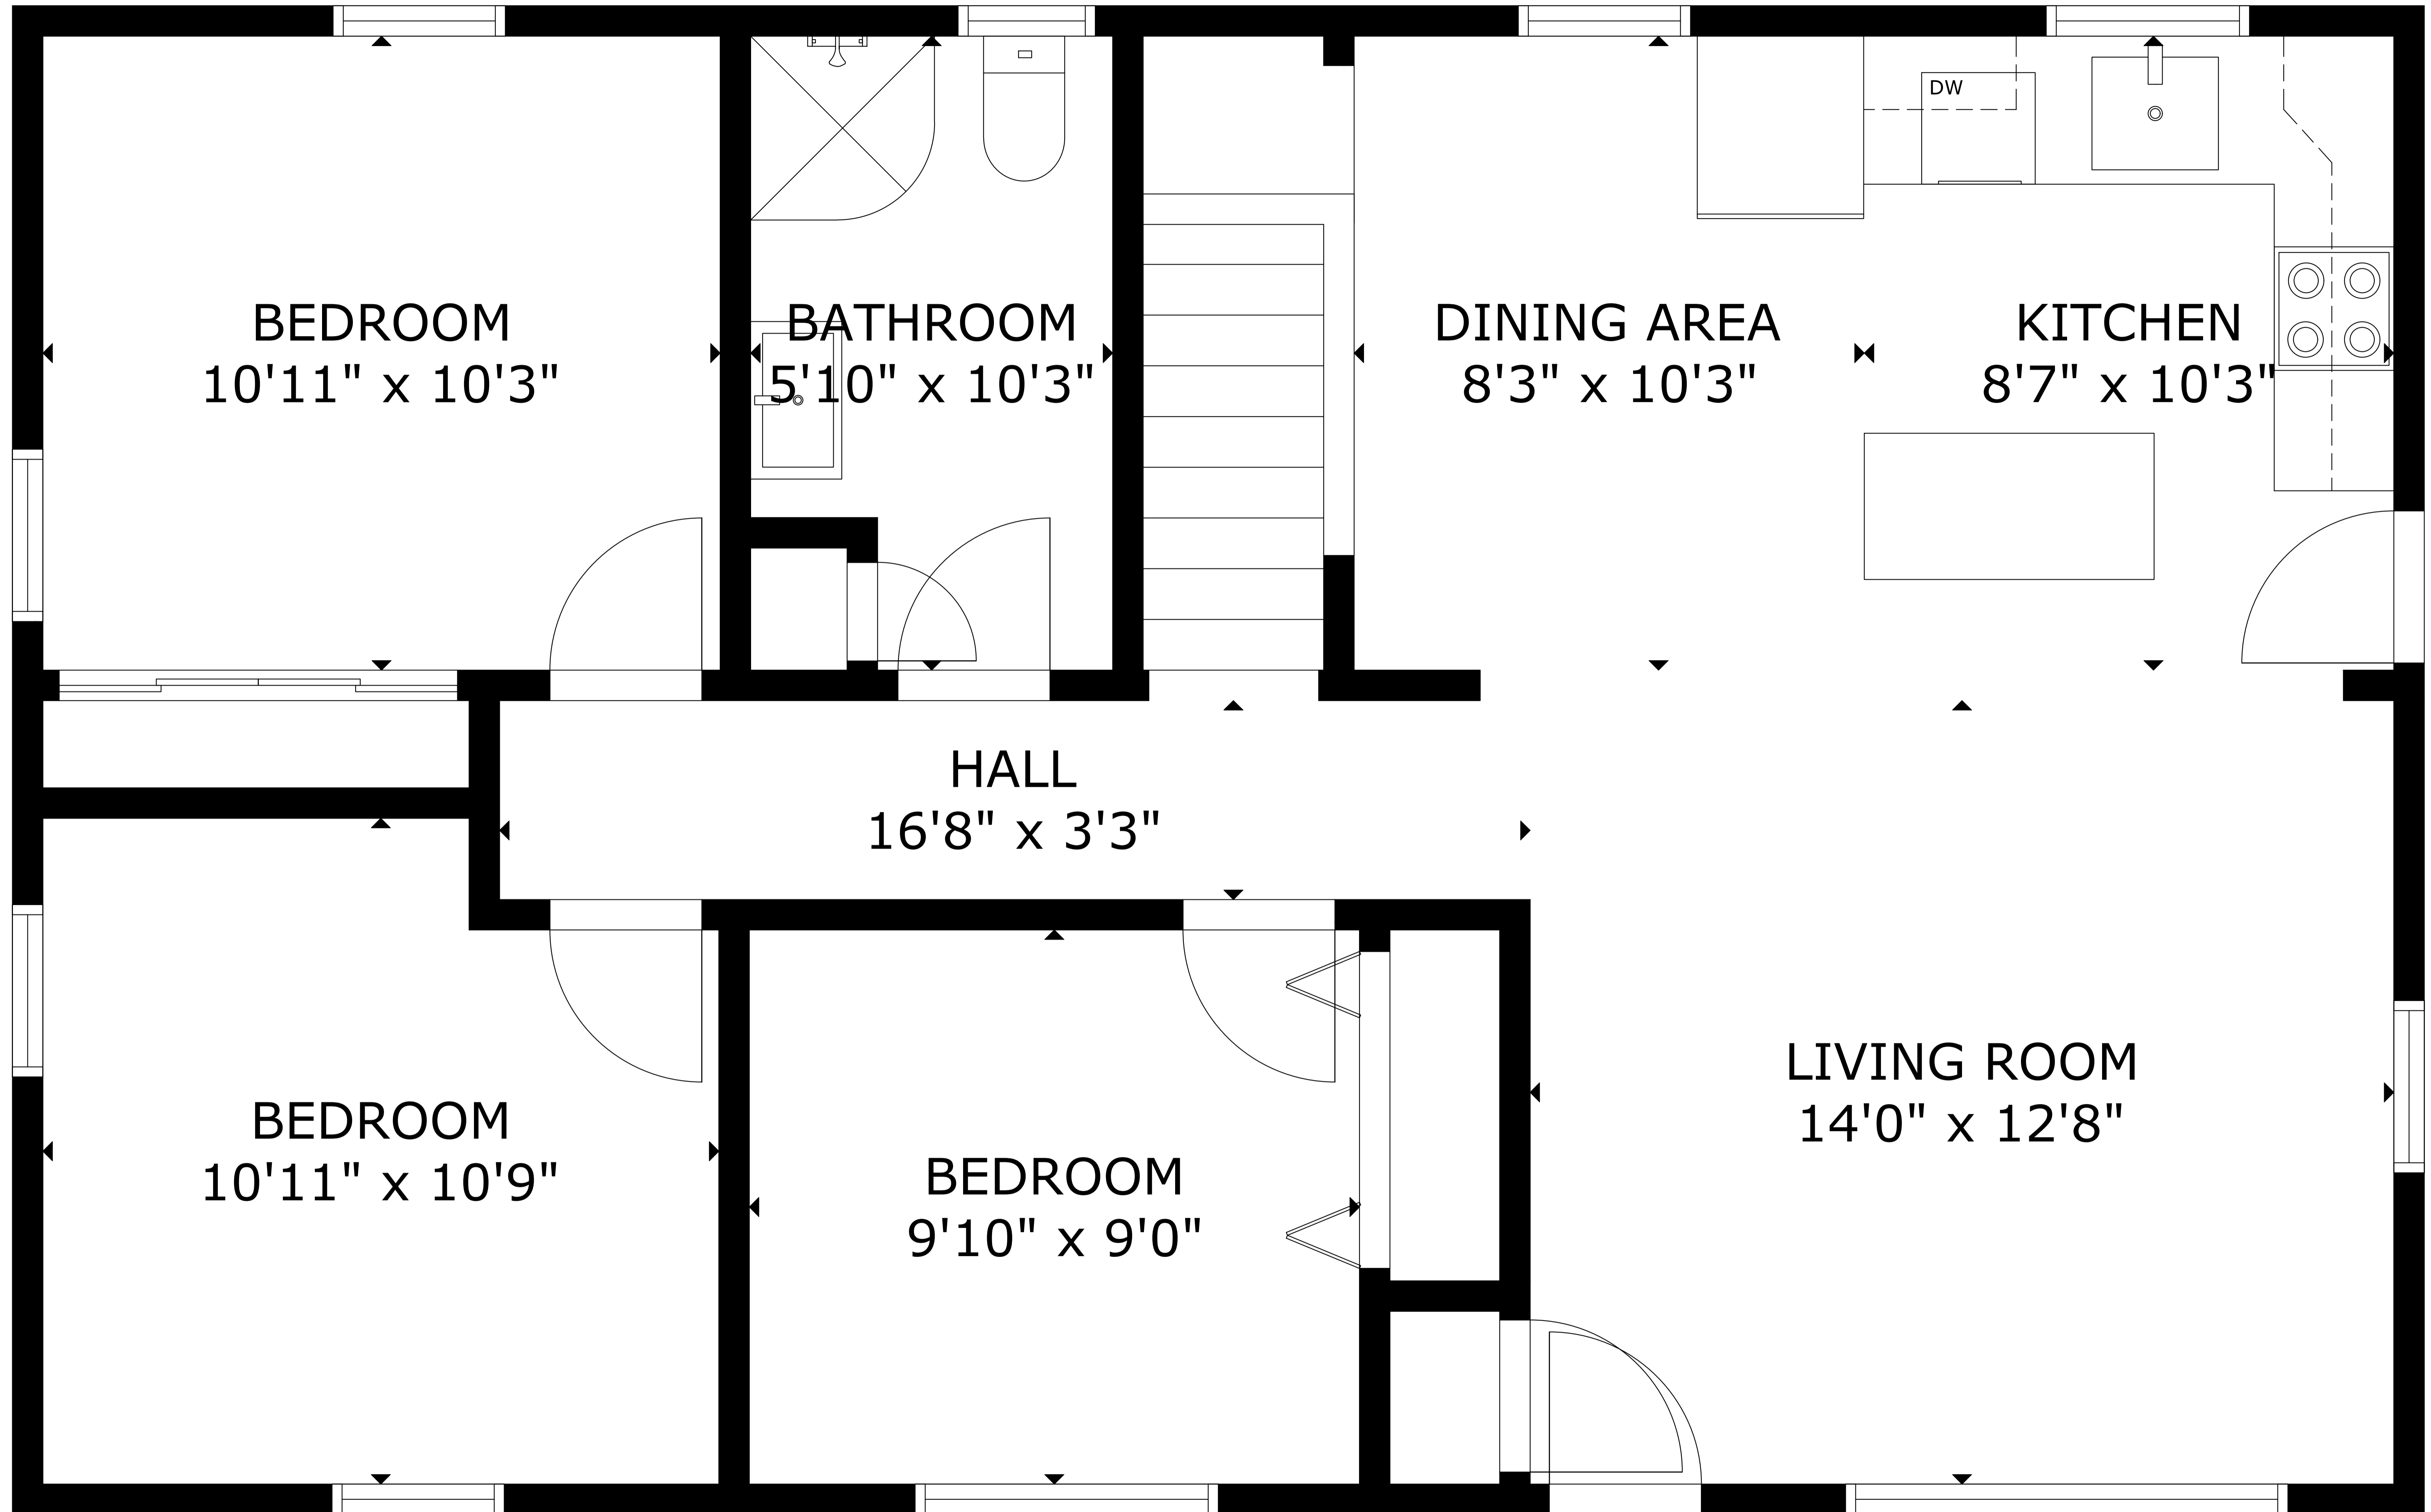 DW
BEDROOM
10'11" x 10'3"
BATHROOM
5'10" x 10'3"
DINING AREA
8'3" x 10'3"
KITCHEN
8'7" x 10'3"
HALL
16'8" x 3'3"
LIVING ROOM
14'0" x 12'8"
BEDROOM
10'11" x 10'9"
BEDROOM
9'10" x 9'0"